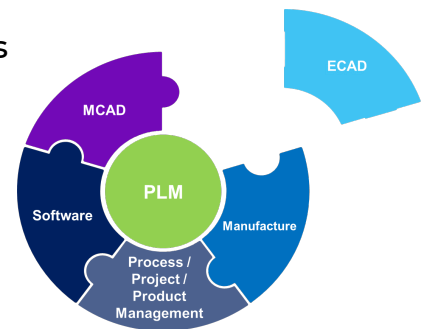 s
ECAD
MCAD
PLM
Software
Manufacture
Process /
Project /
Product
Management